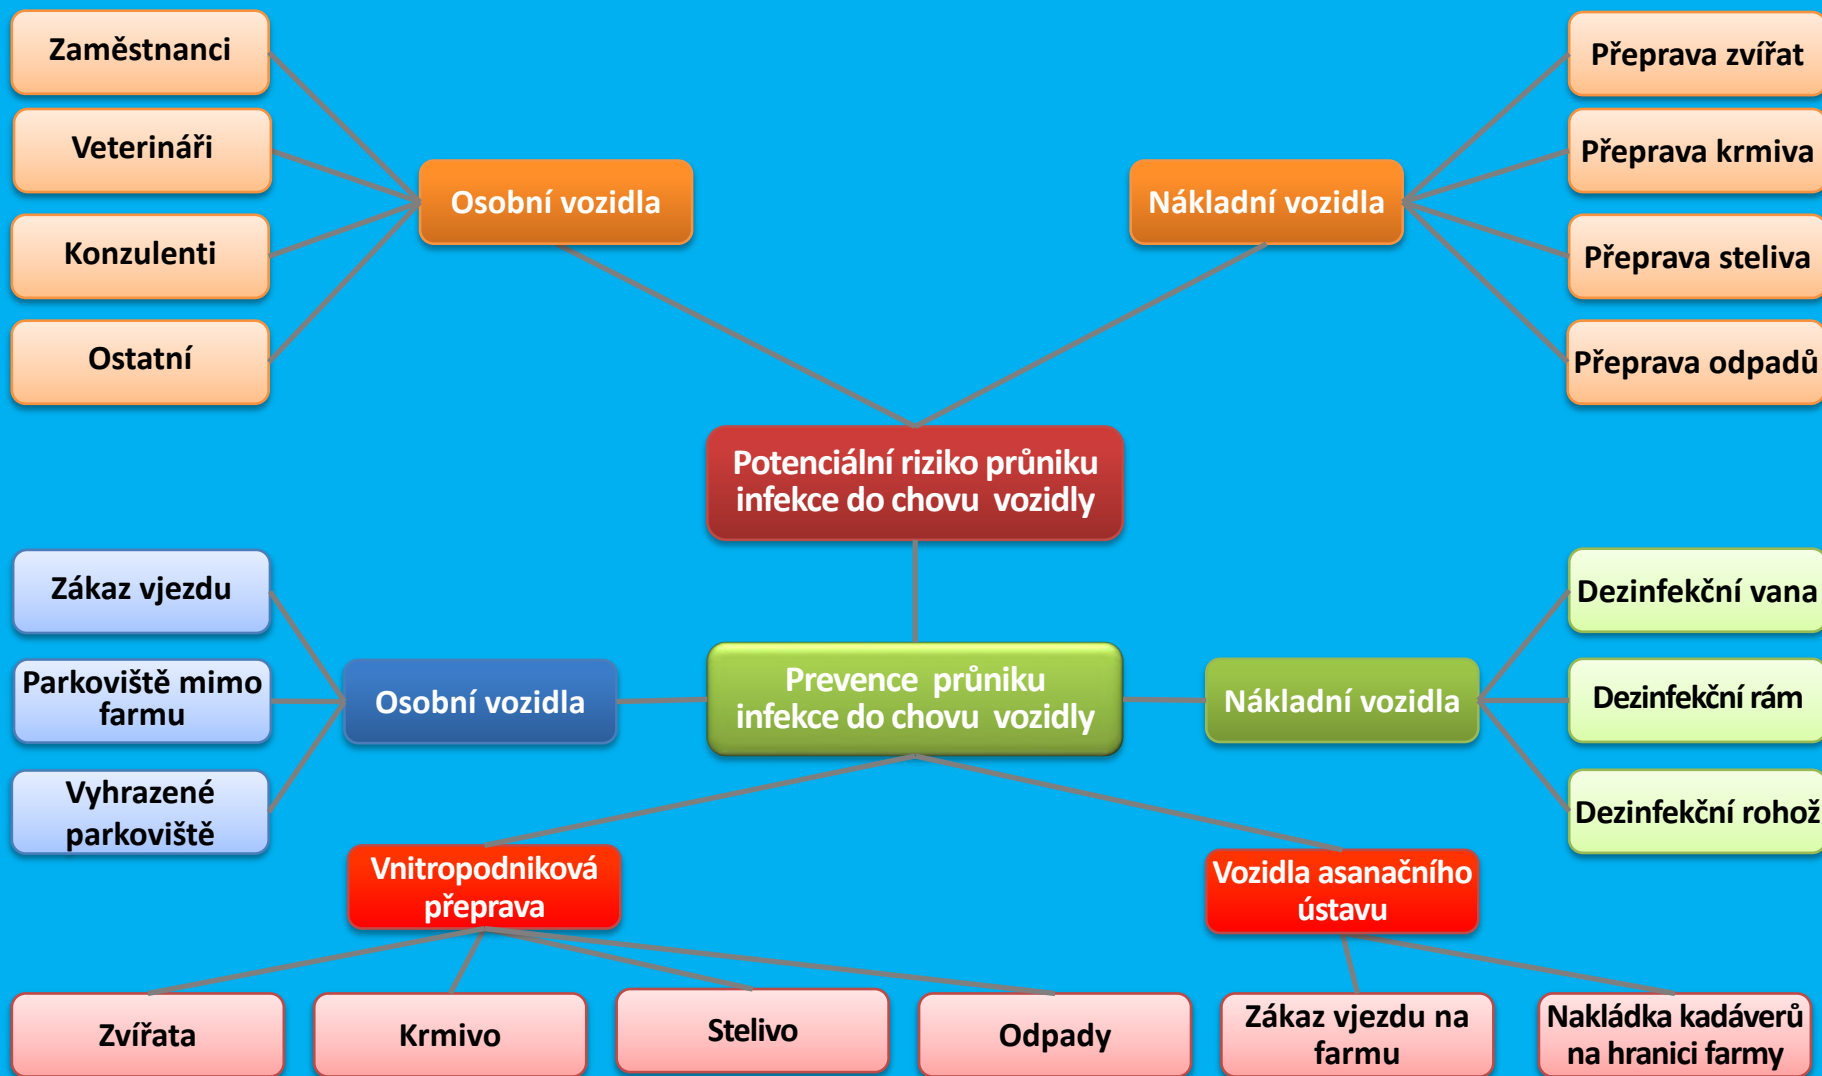 Zaměstnanci
Veterináři
Konzulenti
Ostatní
Osobní vozidla
Nákladní vozidla
Přeprava zvířat
Přeprava krmiva
Přeprava steliva
Přeprava odpadů
Potenciální riziko průniku
infekce do chovu  vozidly
Zákaz vjezdu
Parkoviště mimo
farmu
Vyhrazené
parkoviště
Osobní vozidla
Prevence  průniku
infekce do chovu  vozidly
Nákladní vozidla
Dezinfekční vana
Dezinfekční rám
Dezinfekční rohož
Vnitropodniková
přeprava
Vozidla asanačního
ústavu
Zvířata
Krmivo
Stelivo
Odpady
Zákaz vjezdu na
farmu
Nakládka kadáverů
na hranici farmy